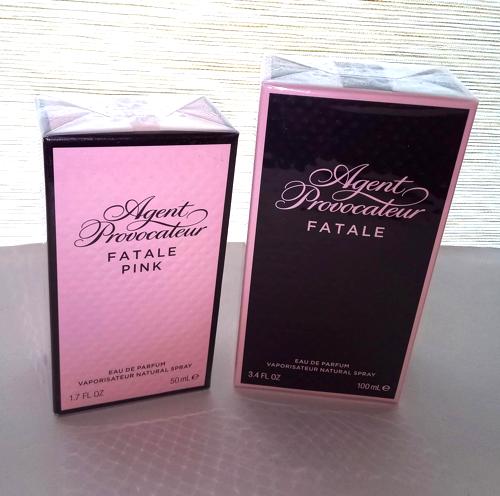 Agent
Provocateur
FATALE
PINK
EAU DE PARFUM
VAPORISATEUR NATURAL SPRAY
1.7 FL OZ 50 mL ℮
Agent
Provocateur
FATALE
EAU DE PARFUM
VAPORISATEUR NATURAL SPRAY
3.4 FL OZ 100 mL ℮